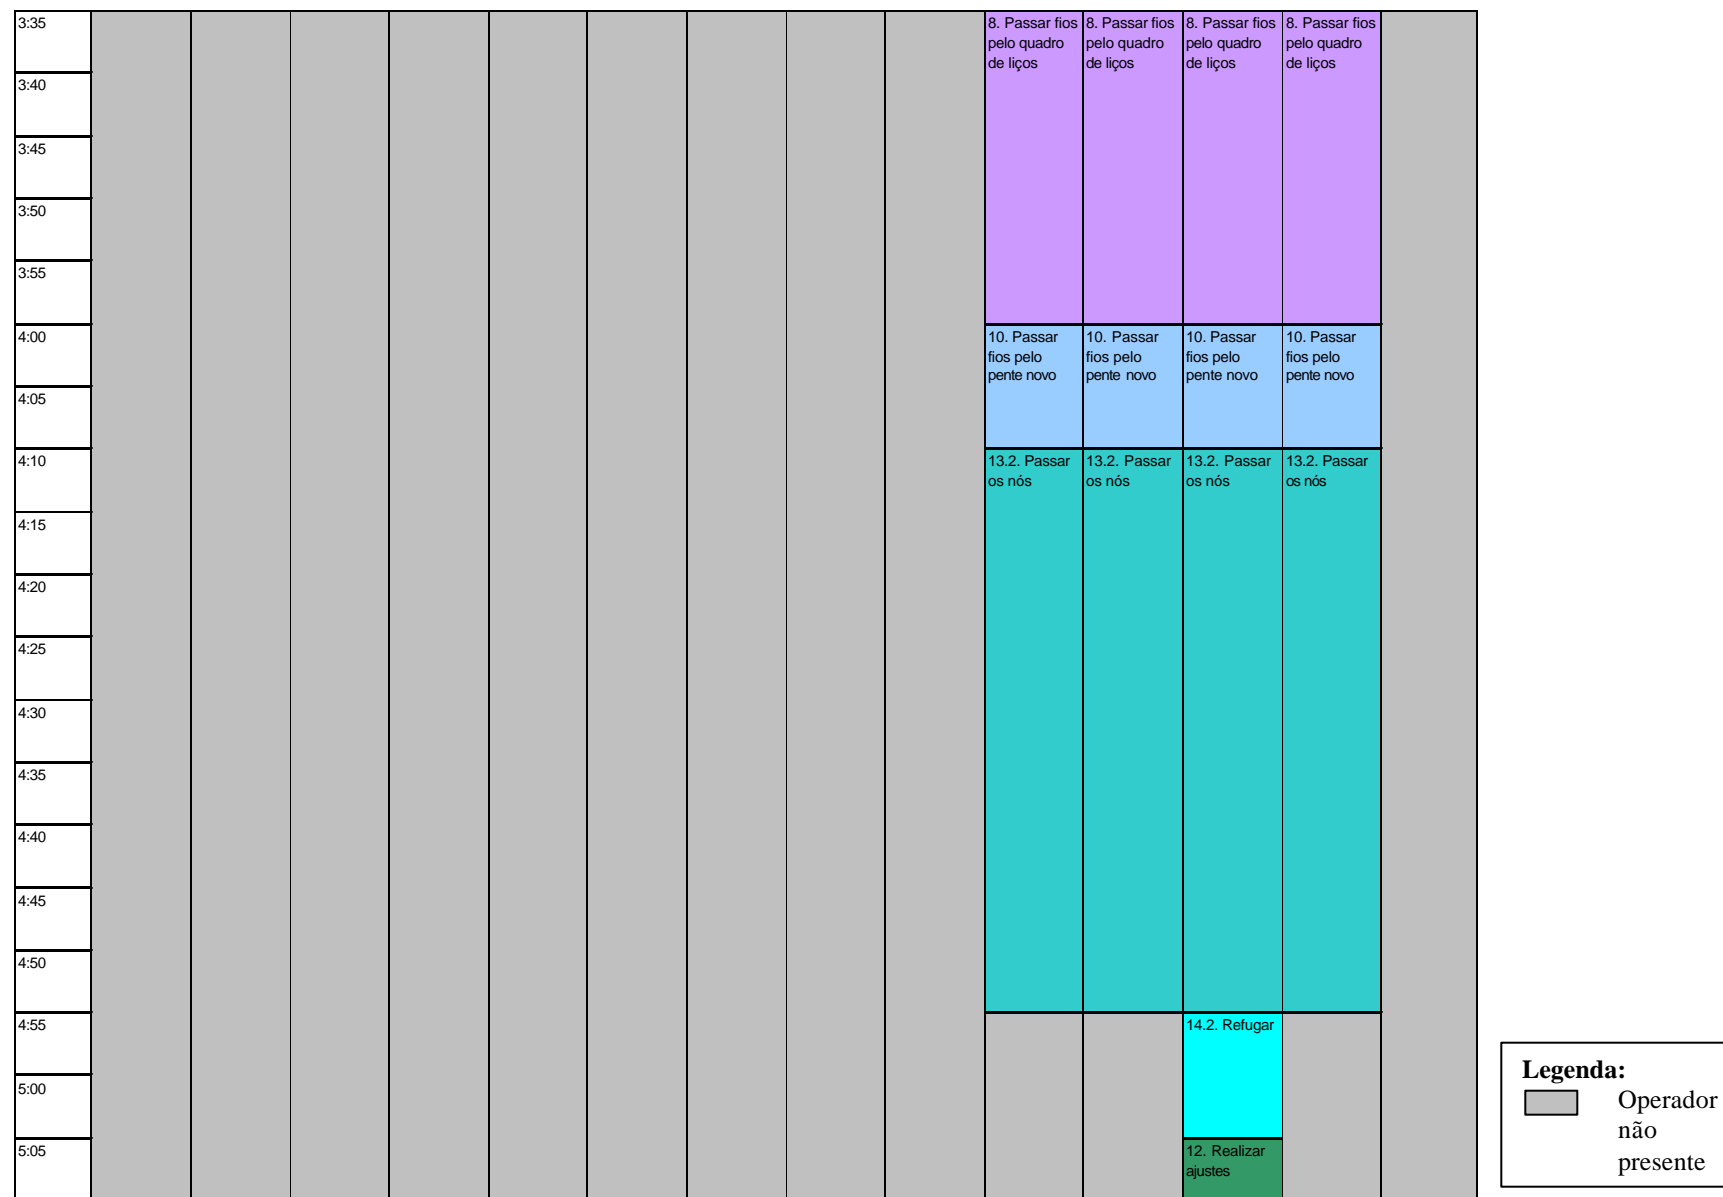 3:35
8. Passar fios 8. Passar fios 8. Passar fios 8. Passar fios
pelo quadro pelo quadro pelo quadro pelo quadro
de liços de liços de liços de liços
3:40
3:45
3:50
3:55
4:00
10. Passar 10. Passar 10. Passar 10. Passar
fios pelo fios pelo fios pelo fios pelo
pente novo pente novo pente novo pente novo
4:05
4:10
13.2. Passar 13.2. Passar 13.2. Passar 13.2. Passar
os nós os nós os nós os nós
4:15
4:20
4:25
4:30
4:35
4:40
4:45
4:50
4:55
14.2. Refugar
5:00
5:05
12. Realizar
ajustes
Legenda:
Operador
não
presente